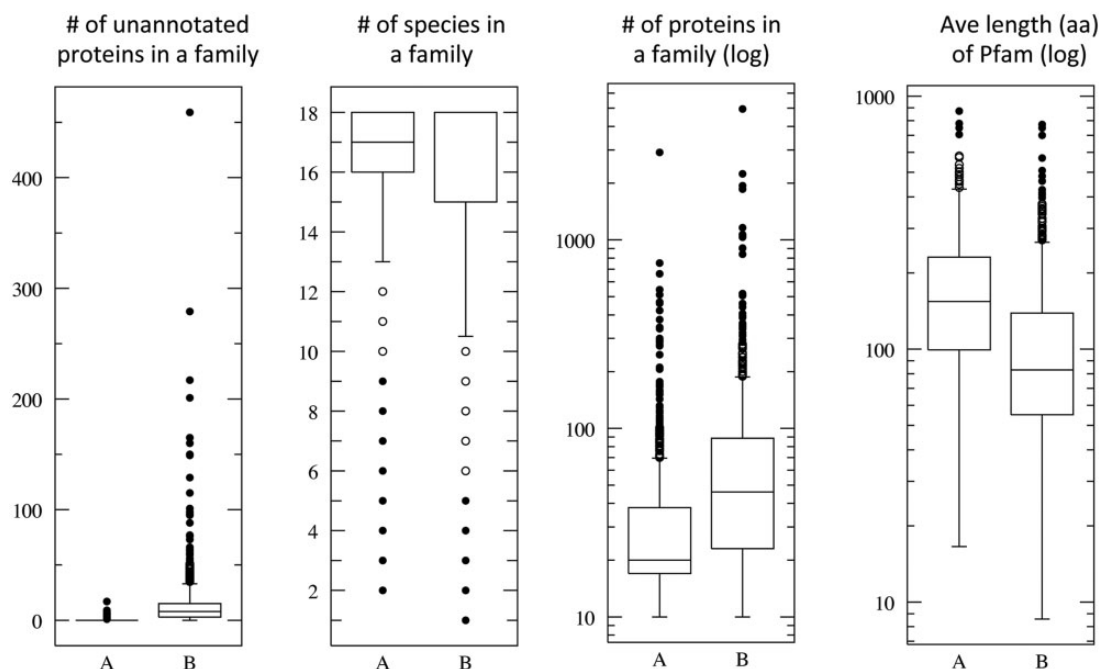 # of unannotated
proteins in a family
400
300
200
100
0
A B
# of species in
a family
18
16
14
12
10
8
6
4
2
A B
# of proteins in
a family (log)
1000
100
10
A B
Ave length (aa)
of Pfam (log)
1000
100
10
A B